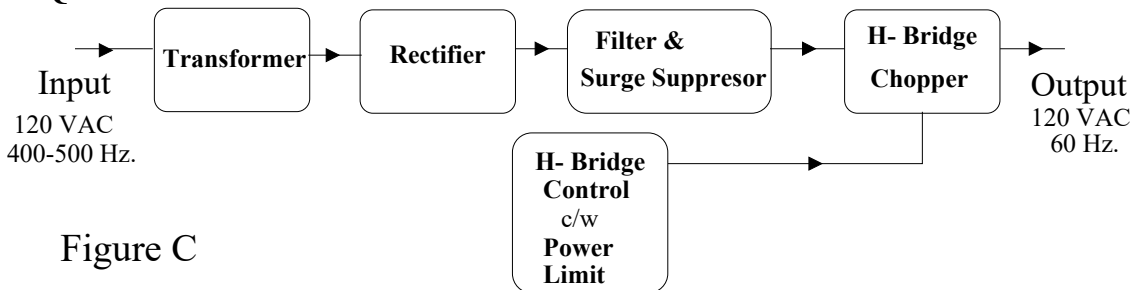 Transformer
Rectifier
Filter &
Surge Suppresor
H- Bridge
Chopper
Input
120 VAC
400-500 Hz.
Output
120 VAC
60 Hz.
H- Bridge
Control
c/w
Power
Limit
Figure C